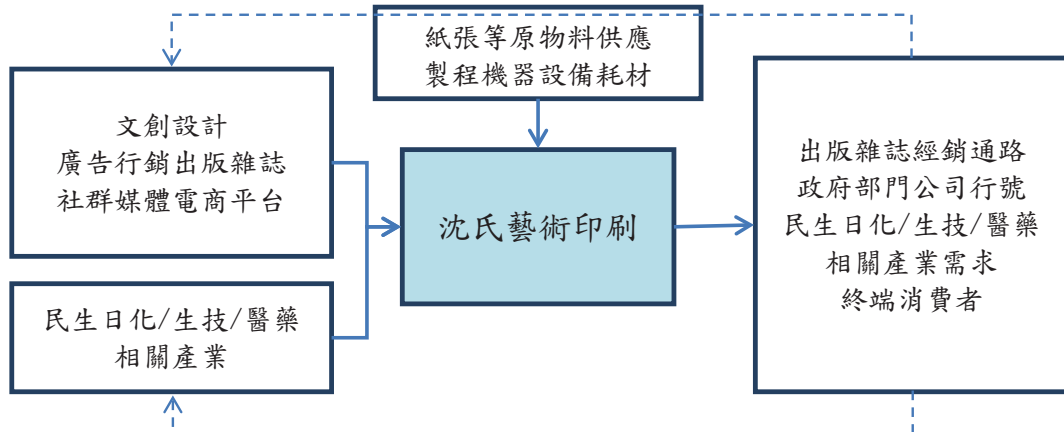 紙張等原物料供應
製程機器設備耗材
文創設計
廣告行銷出版雜誌
社群媒體電商平台
沈氏藝術印刷
出版雜誌經銷通路
政府部門公司行號
民生日化/生技/醫藥
相關產業需求
終端消費者
民生日化/生技/醫藥
相關產業